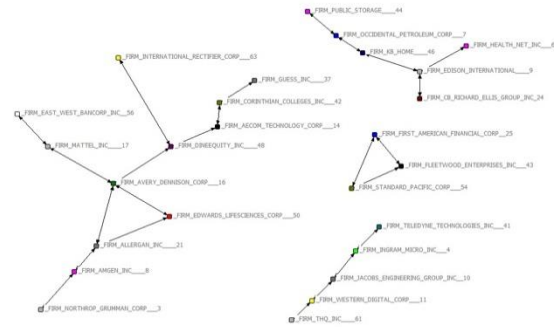 _FIRM_PUBLIC_STORAGE___44
_FIRM_OCCIDENTAL_PETROLEUM_CORP___7
_FIRM_KB_HOME___46
_FIRM_HEALTH_NET_INC___6
_FIRM_EDISON_INTERNATIONAL___9
_FIRM_CB_RICHARD_ELLIS_GROUP_INC_24
_FIRM_INTERNATIONAL_RECTIFIER_CORP___63
_FIRM_GUESS_INC___37
_FIRM_CORINTHIAN_COLLEGES_INC___42
_FIRM_AECOM_TECHNOLOGY_CORP___14
_FIRM_EAST_WEST_BANCORP_INC___56
_FIRM_MATTEL_INC___17
_FIRM_DINEEQUITY_INC___48
_FIRM_FIRST_AMERICAN_FINANCIAL_CORP___25
_FIRM_FLEETWOOD_ENTERPRISES_INC___43
_FIRM_AVERY_DENNISON_CORP___16
_FIRM_STANDARD_PACIFIC_CORP___54
_FIRM_EDWARDS_LIFESCIENCES_CORP___50
_FIRM_TELEDYNE_TECHNOLOGIES_INC___41
_FIRM_ALLERGAN_INC___21
_FIRM_INGRAM_MICRO_INC___4
_FIRM_AMGEN_INC___8
_FIRM_JACOBS_ENGINEERING_GROUP_INC___10
_FIRM_WESTERN_DIGITAL_CORP___11
_FIRM_NORTHROP_GRUMMAN_CORP___3
_FIRM_THQ_INC___61